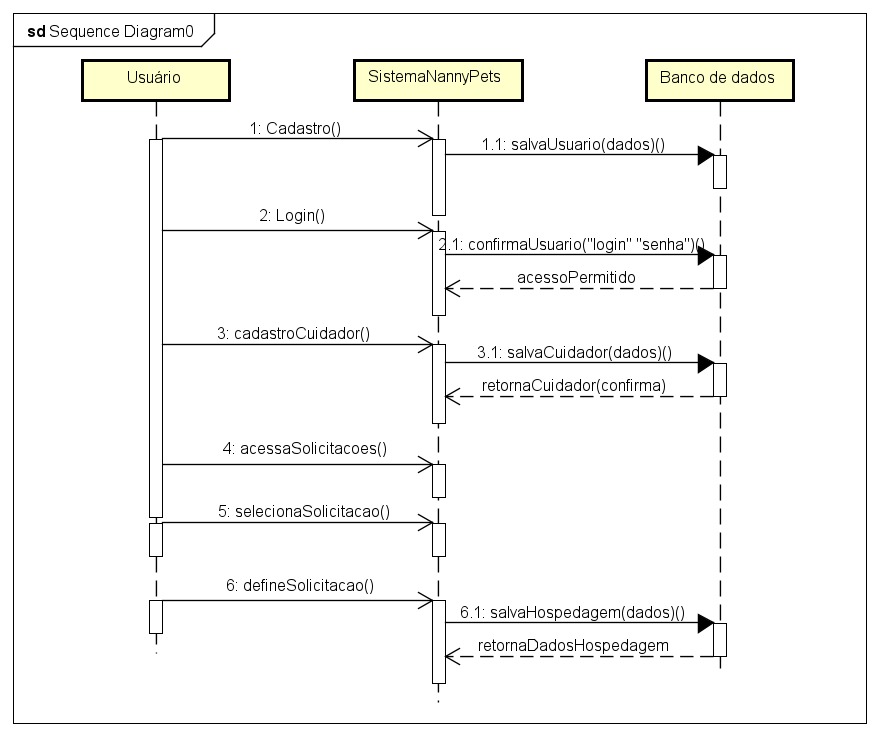 sd Sequence Diagram0
Usuário
SistemaNannyPets
Banco de dados
1: Cadastro()
1.1: salvaUsuario(dados)()
2: Login()
2.1: confirmaUsuario("login" "senha")()
acessoPermitido
3: cadastroCuidador()
3.1: salvaCuidador(dados)()
retornaCuidador(confirma)
4: acessaSolicitacoes()
5: selecionaSolicitacao()
6: defineSolicitacao()
6.1: salvaHospedagem(dados)()
retornaDadosHospedagem